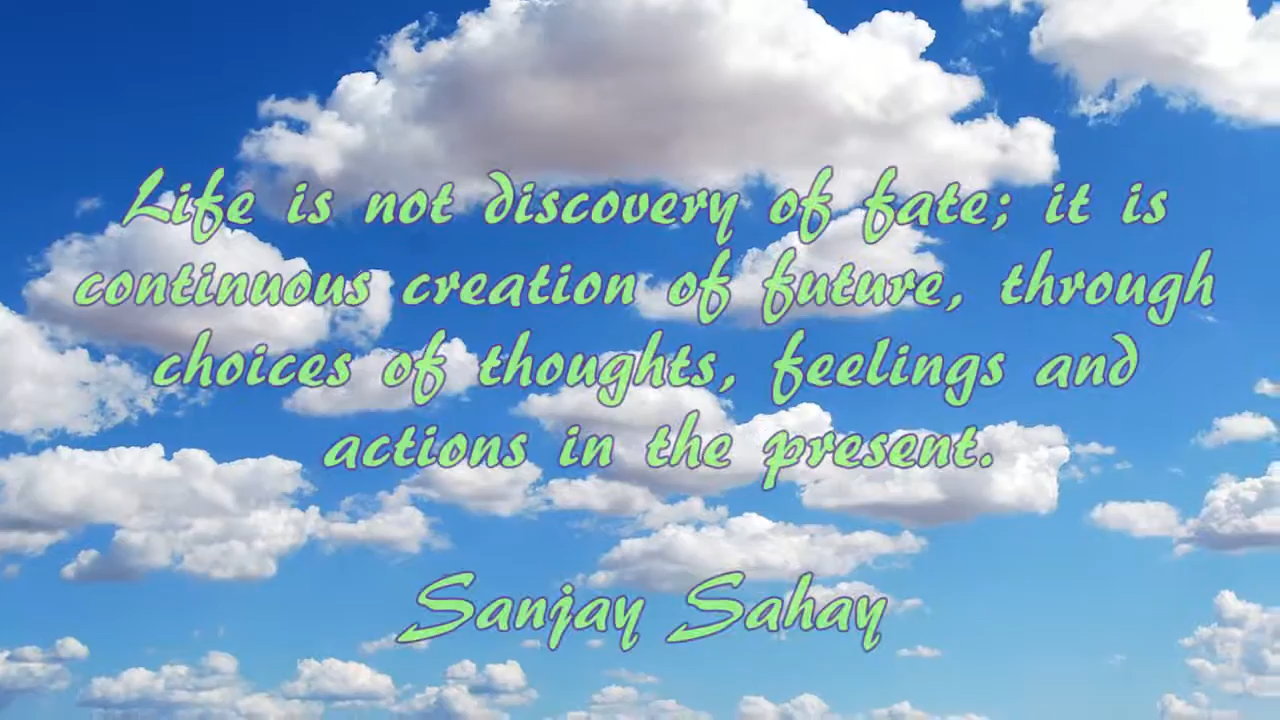 Life is not discovery of fate; it is
continuous creation of future, through
choices of thoughts, feelings and
actions in the present.
Sanjay Sahay